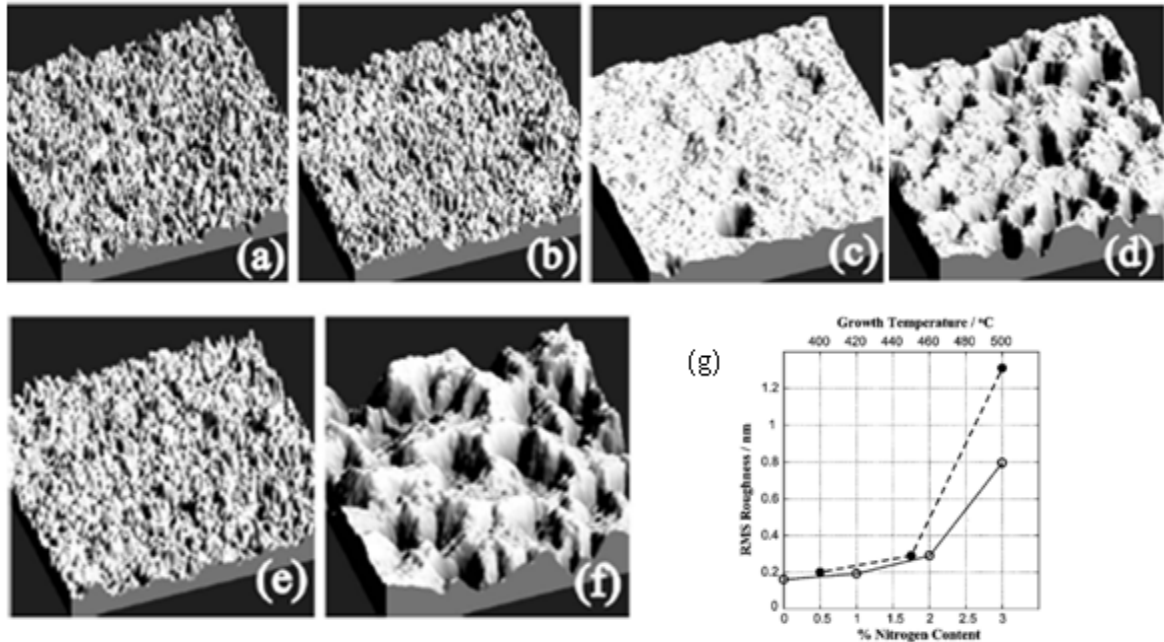 (a)
(b)
(c)
(d)
(e)
(f)
(g)
Growth Temperature / °C
400 420 440 460 480 500
1.2
1
0.8
0.6
0.4
0.2
0
RMS Roughness / nm
0 0.5 1 1.5 2 2.5 3
% Nitrogen Content